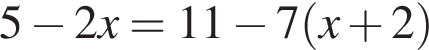 5 − 2x = 11 − 7(x + 2)